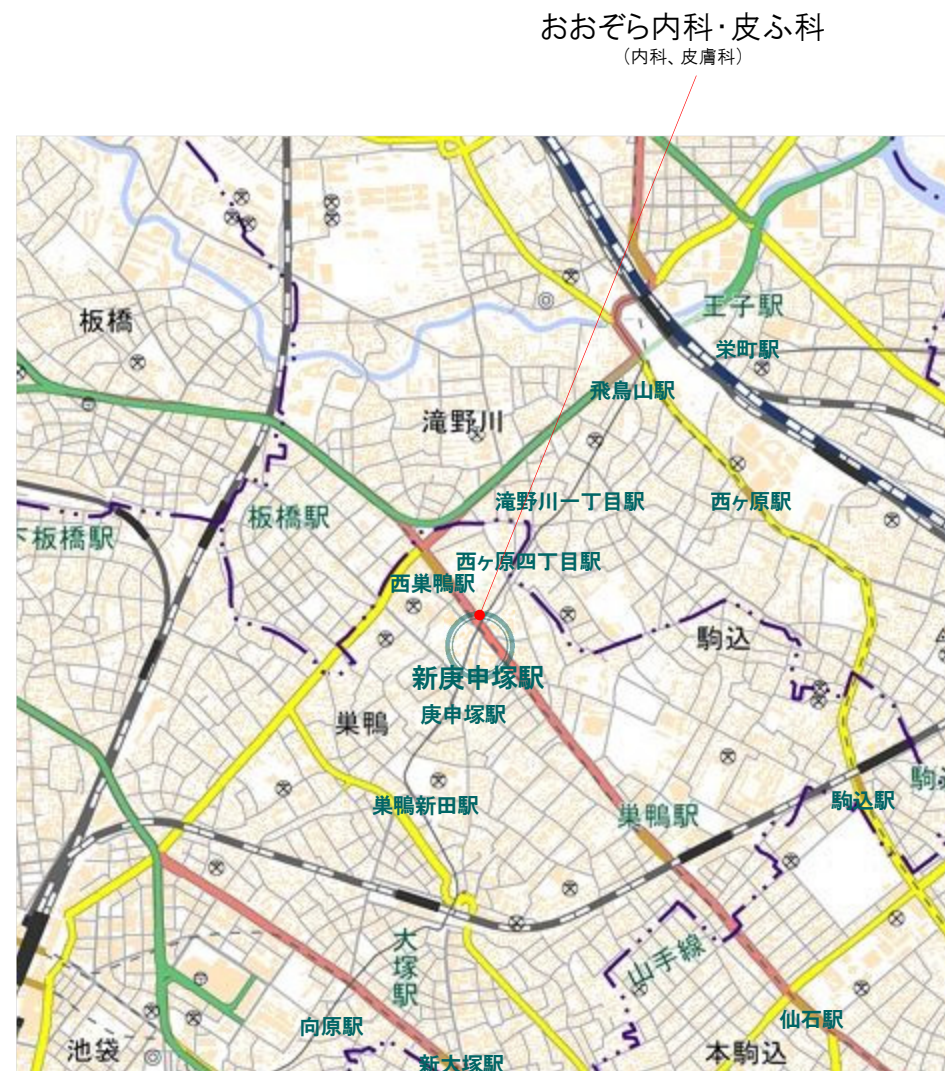 おおぞら内科・皮ふ科
（内科、皮膚科）
王子駅
板橋
栄町駅
飛鳥山駅
滝野川
滝野川一丁目駅
西ヶ原駅
板橋駅
下板橋駅
西ヶ原四丁目駅
西巣鴨駅
駒込
新庚申塚駅
庚申塚駅
巣鴨
駒込駅
巣鴨新田駅
巣鴨駅
大塚駅
山手線
向原駅
仙石駅
池袋
本駒込
新大塚駅